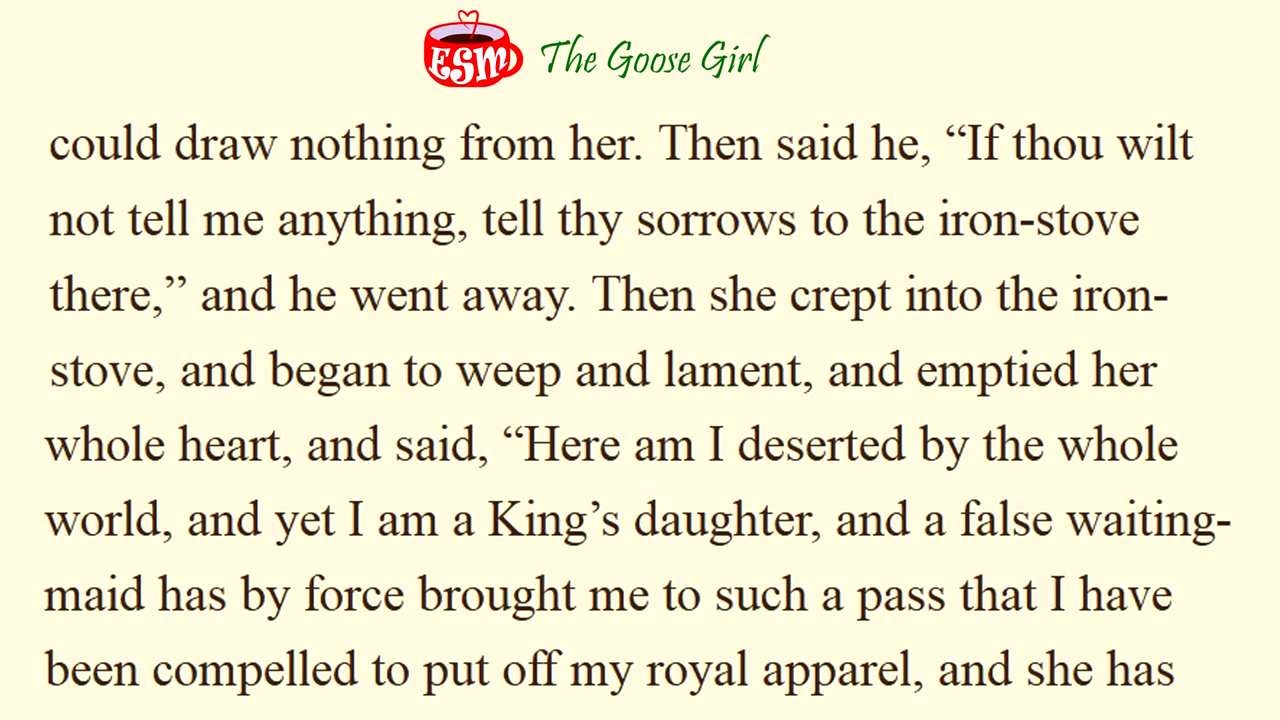 ESM The Goose Girl
could draw nothing from her. Then said he, “If thou wilt
not tell me anything, tell thy sorrows to the iron-stove
there,” and he went away. Then she crept into the iron-
stove, and began to weep and lament, and emptied her
whole heart, and said, “Here am I deserted by the whole
world, and yet I am a King’s daughter, and a false waiting-
maid has by force brought me to such a pass that I have
been compelled to put off my royal apparel, and she has